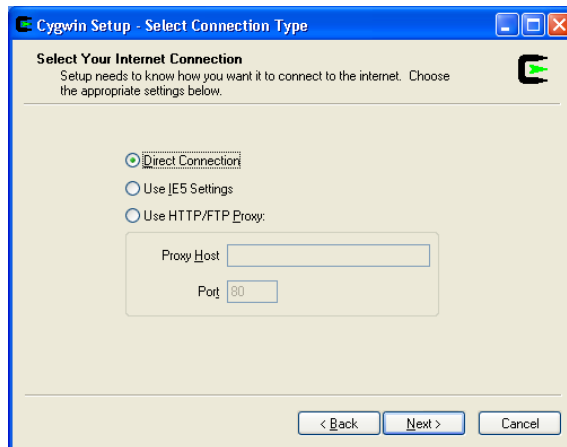 Cygwin Setup - Select Connection Type
Select Your Internet Connection
Setup needs to know how you want it to connect to the internet. Choose
the appropriate settings below.
Direct Connection
Use IE5 Settings
Use HTTP/FTP Proxy:
Proxy Host
Port 80
< Back Next > Cancel